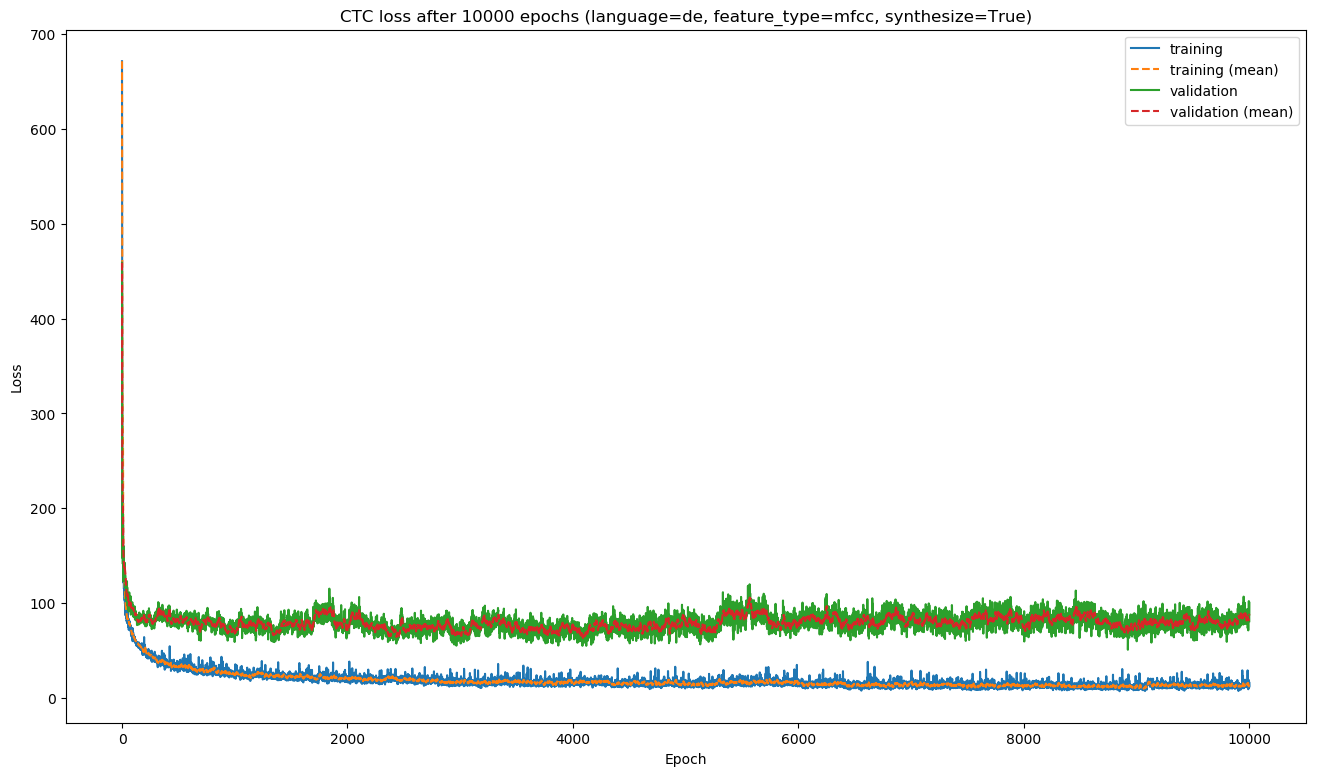 CTC loss after 10000 epochs (language=de, feature_type=mfcc, synthesize=True)
700
600
500
400
300
200
100
0
Loss
training
training (mean)
validation
validation (mean)
0
2000
4000
6000
8000
10000
Epoch